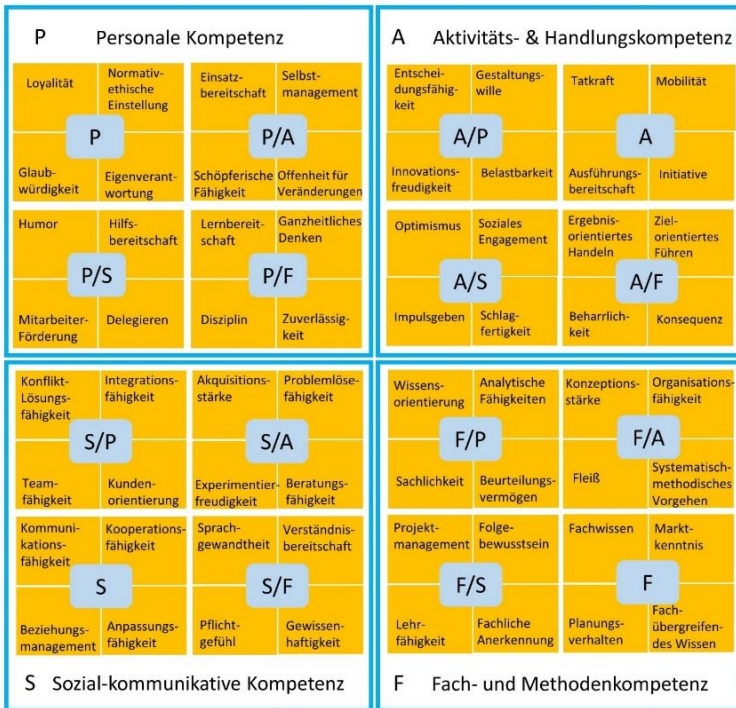 P Personale Kompetenz
Loyalität
Normativ-
ethische
Einstellung
P
Glaub-
würdigkeit
Eigenverant-
wortung
Einsatz-
bereitschaft
Selbst-
management
P/A
Schöpferische
Fähigkeit
Offenheit für
Veränderungen
Humor
Hilfs-
bereitschaft
P/S
Mitarbeiter-
Förderung
Delegieren
Lernbereit-
schaft
Ganzheitliches
Denken
P/F
Disziplin
Zuverlässig-
keit
A Aktivitäts- & Handlungskompetenz
Entschei-
dungsfähig-
keit
Gestaltungs-
wille
A/P
Innovations-
freudigkeit
Belastbarkeit
Tatkraft
Mobilität
A
Ausführungs-
bereitschaft
Initiative
Optimismus
Soziales
Engagement
A/S
Impulsgeben
Schlag-
fertigkeit
Ergebnis-
orientiertes
Handeln
Ziel-
orientiertes
Führen
A/F
Beharrlich-
keit
Konsequenz
Konflikt-
Lösungs-
fähigkeit
Integrations-
fähigkeit
S/P
Team-
fähigkeit
Kunden-
orientierung
Akquisitions-
stärke
Problemlöse-
fähigkeit
S/A
Experimentier-
freudigkeit
Beratungs-
fähigkeit
Kommuni-
kations-
fähigkeit
Kooperations-
fähigkeit
S
Beziehungs-
management
Anpassungs-
fähigkeit
Sprach-
gewandtheit
Verständnis-
bereitschaft
S/F
Pflicht-
gefühl
Gewissen-
haftigkeit
S Sozial-kommunikative Kompetenz
Wissens-
orientierung
Analytische
Fähigkeiten
F/P
Sachlichkeit
Beurteilungs-
vermögen
Konzeptions-
stärke
Organisations-
fähigkeit
F/A
Fleiß
Systematisch-
methodisches
Vorgehen
Projekt-
management
Folge-
bewusstsein
F/S
Lehr-
fähigkeit
Fachliche
Anerkennung
Fachwissen
Markt-
kenntnis
F
Planungs-
verhalten
Fach-
übergreifen-
des Wissen
F Fach- und Methodenkompetenz